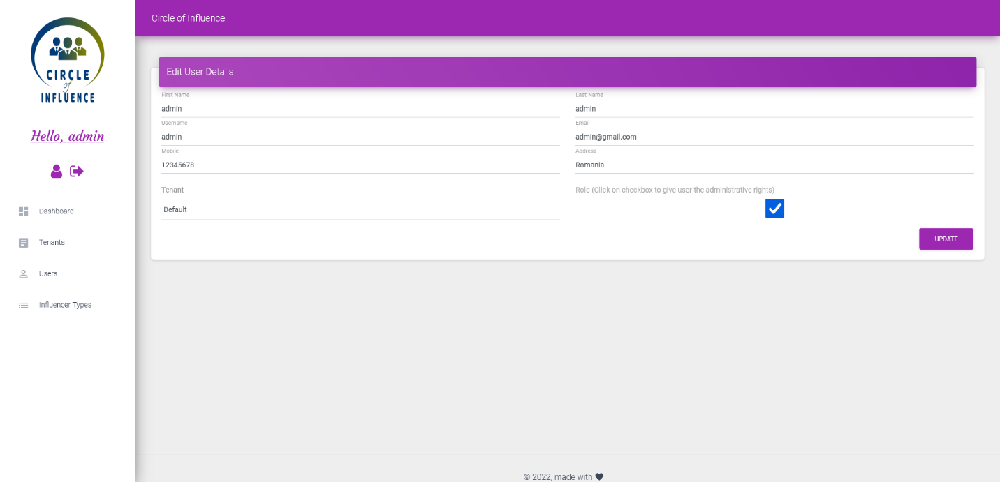 CIRCLE
of
INFLUENCE
Hello, admin
Dashboard
Tenants
Users
Influencer Types
Circle of Influence
Edit User Details
First Name
admin
Last Name
admin
Username
admin
Email
admin@gmail.com
Mobile
12345678
Address
Romania
Tenant
Default
Role (Click on checkbox to give user the administrative rights)
UPDATE
© 2022, made with